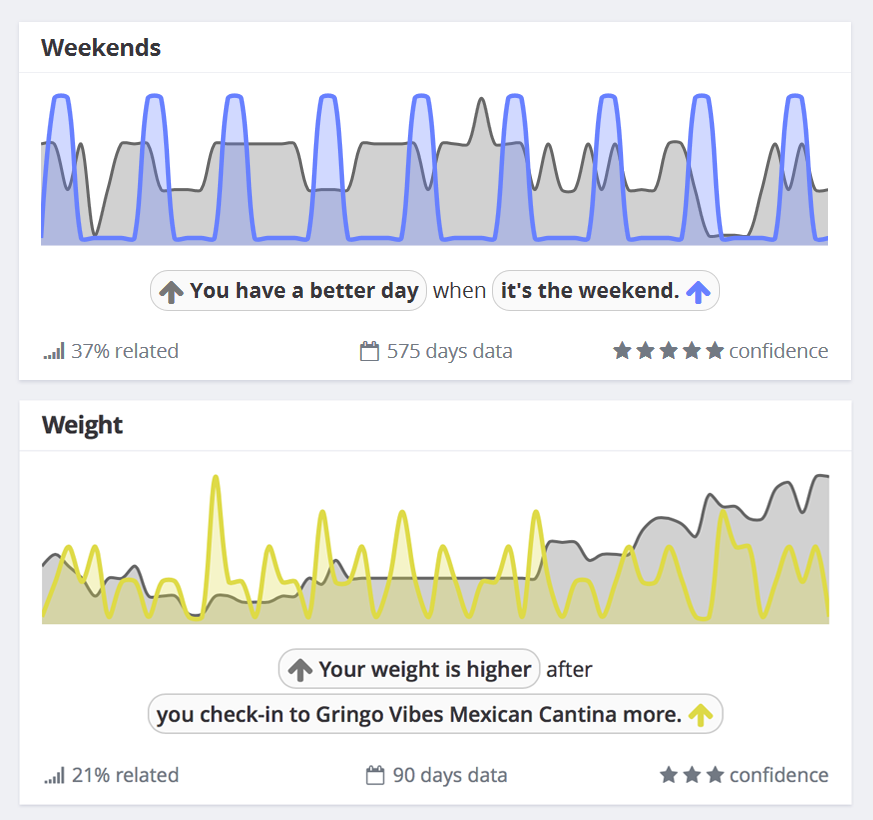 Weekends
You have a better day when it's the weekend.
37% related 575 days data confidence
Weight
Your weight is higher after
you check-in to Gringo Vibes Mexican Cantina more.
21% related 90 days data confidence